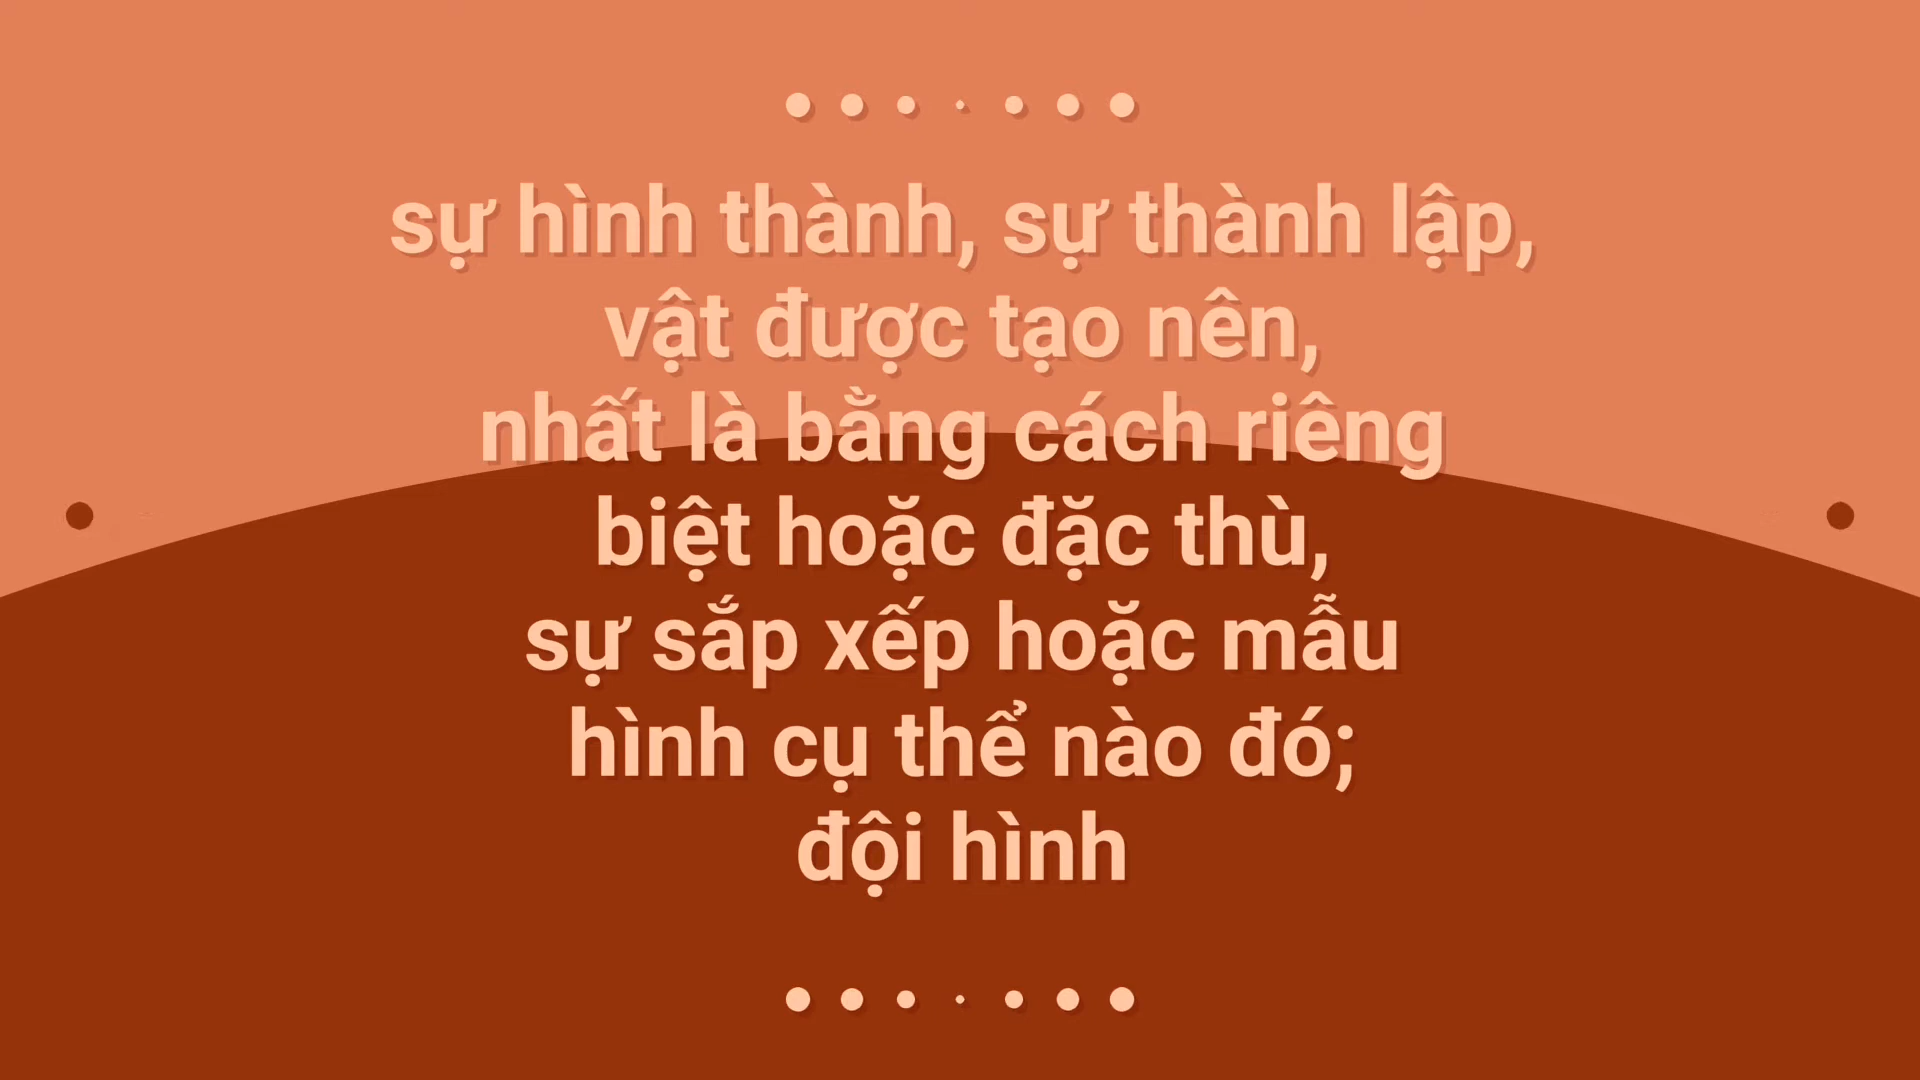 sự hình thành, sự thành lập,
vật được tạo nên,
nhất là bằng cách riêng
biệt hoặc đặc thù,
sự sắp xếp hoặc mẫu
hình cụ thể nào đó;
đội hình